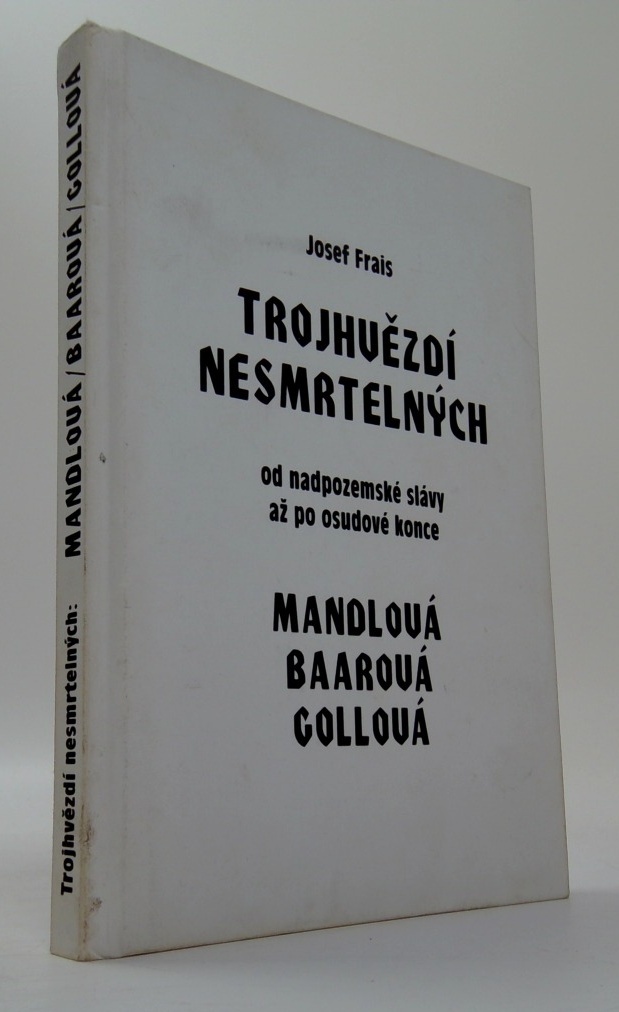 Josef Frais
TROJHVĚZDÍ
NESMRTELNÝCH
od nadpozemské slávy
až po osudové konce
MANDLOVÁ
BAAROVÁ
GOLLOVÁ
Trojhvězdí nesmrtelných: MANDLOVÁ/BAAROVÁ/GOLLOVÁ